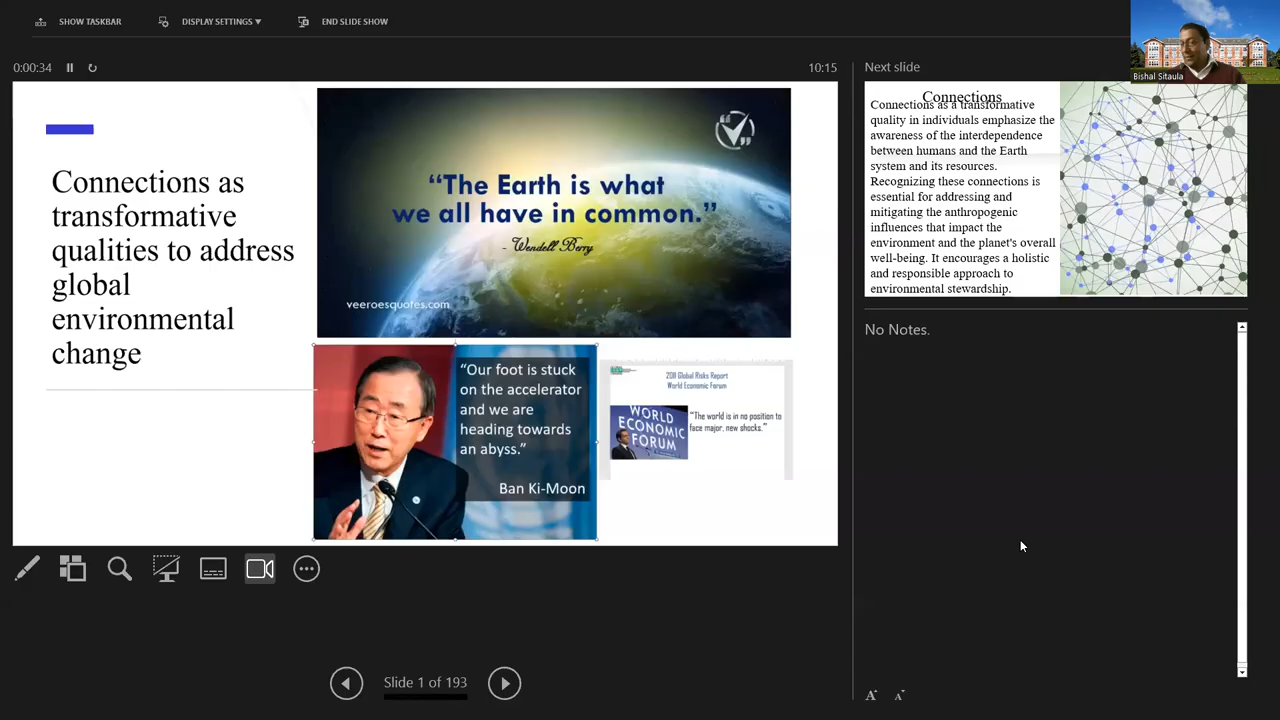 SHOW TASKBAR
DISPLAY SETTINGS ▼
END SLIDE SHOW
Bishal Sitaula
0:00:34
10:15
Next slide
Connections as
transformative
qualities to address
global
environmental
change
“The Earth is what
we all have in common.”
- Wendell Berry
veeroesquotes.com
“Our foot is stuck
on the accelerator
and we are
heading towards
an abyss.”
Ban Ki-Moon
2011 Global Risks Report
World Economic Forum
WORLD
ECONOMIC
FORUM
“The world is in no position to
face major, new shocks.”
Connections
Connections as a transformative
quality in individuals emphasize the
awareness of the interdependence
between humans and the Earth
system and its resources.
Recognizing these connections is
essential for addressing and
mitigating the anthropogenic
influences that impact the
environment and the planet's overall
well-being. It encourages a holistic
and responsible approach to
environmental stewardship.
No Notes.
Slide 1 of 193
A A